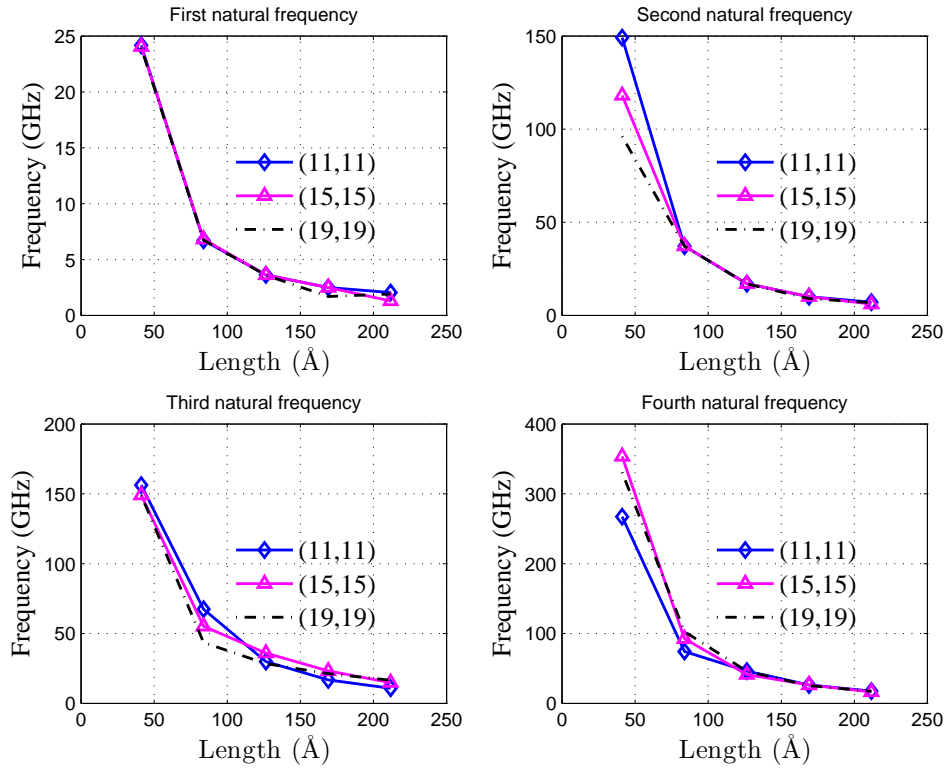 First natural frequency
25
20
15
10
5
0
0 50 100 150 200 250
Frequency (GHz)
Length (Å)
(11,11)
(15,15)
(19,19)
Second natural frequency
150
100
50
0
0 50 100 150 200 250
Frequency (GHz)
Length (Å)
(11,11)
(15,15)
(19,19)
Third natural frequency
200
150
100
50
0
0 50 100 150 200 250
Frequency (GHz)
Length (Å)
(11,11)
(15,15)
(19,19)
Fourth natural frequency
400
300
200
100
0
0 50 100 150 200 250
Frequency (GHz)
Length (Å)
(11,11)
(15,15)
(19,19)